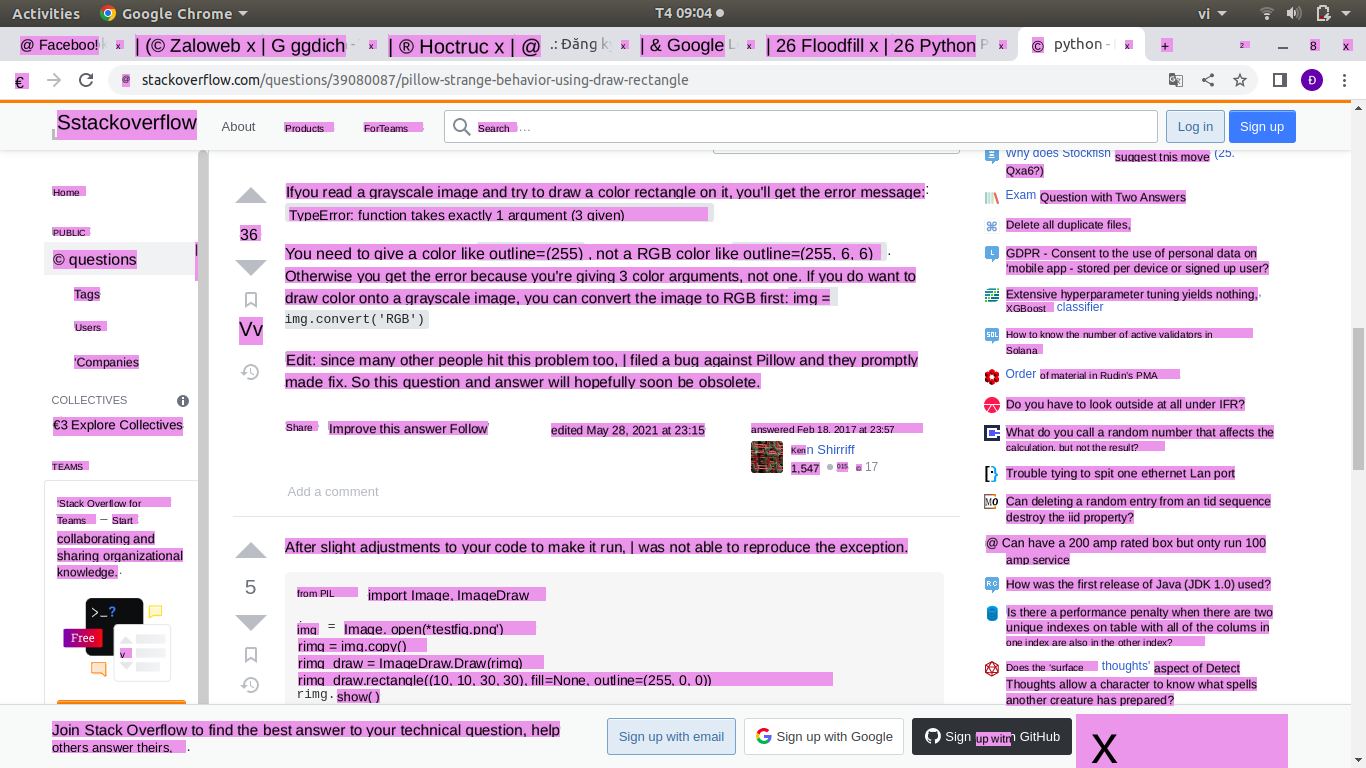 Activities Google Chrome T4 09:04 vi
@ Faceboo! x | (© Zaloweb x | G ggdich x | ® Hoctruc x | @ .: Đăng k x | & Google x | 26 Floodfill x | 26 Python x © python - x +
2 8 x
€ @ stackoverflow.com/questions/39080087/pillow-strange-behavior-using-draw-rectangle Đ
Sstackoverflow About Products ForTeams Search ... Log in Sign up
Home
PUBLIC
© questions
Tags
Users
'Companies
COLLECTIVES
€3 Explore Collectives
TEAMS
'Stack Overflow for
Teams – Start
collaborating and
sharing organizational
knowledge.
>_?
Free
v
36
Vv
Ifyou read a grayscale image and try to draw a color rectangle on it, you'll get the error message:
TypeError: function takes exactly 1 argument (3 given)
You need to give a color like outline=(255) , not a RGB color like outline=(255, 6, 6) .
Otherwise you get the error because you're giving 3 color arguments, not one. If you do want to
draw color onto a grayscale image, you can convert the image to RGB first: img =
img.convert('RGB')
Edit: since many other people hit this problem too, | filed a bug against Pillow and they promptly
made fix. So this question and answer will hopefully soon be obsolete.
Share Improve this answer Follow edited May 28, 2021 at 23:15 answered Feb 18, 2017 at 23:57
Ken Shirriff
1,547 015 17
Add a comment
5
After slight adjustments to your code to make it run, | was not able to reproduce the exception.
from PIL import Image, ImageDraw
img = Image. open(*testfig.png')
rimg = img.copy()
rimg_draw = ImageDraw.Draw(rimg)
rimg_draw.rectangle((10, 10, 30, 30), fill=None, outline=(255, 0, 0))
rimg. show( )
Why does Stockfish suggest this move (25.
Qxa6?)
Exam Question with Two Answers
Delete all duplicate files,
GDPR - Consent to the use of personal data on
'mobile app - stored per device or signed up user?
Extensive hyperparameter tuning yields nothing,
XGBoost classifier
How to know the number of active validators in
Solana
Order of material in Rudin's PMA
Do you have to look outside at all under IFR?
What do you call a random number that affects the
calculation, but not the result?
Trouble tying to spit one ethernet Lan port
Can deleting a random entry from an tid sequence
destroy the iid property?
@ Can have a 200 amp rated box but only run 100
amp service
How was the first release of Java (JDK 1.0) used?
Is there a performance penalty when there are two
unique indexes on table with all of the colums in
one index are also in the other index?
Does the 'surface thoughts' aspect of Detect
Thoughts allow a character to know what spells
another creature has prepared?
Join Stack Overflow to find the best answer to your technical question, help
others answer theirs,
Sign up with email Sign up with Google Sign up with GitHub X